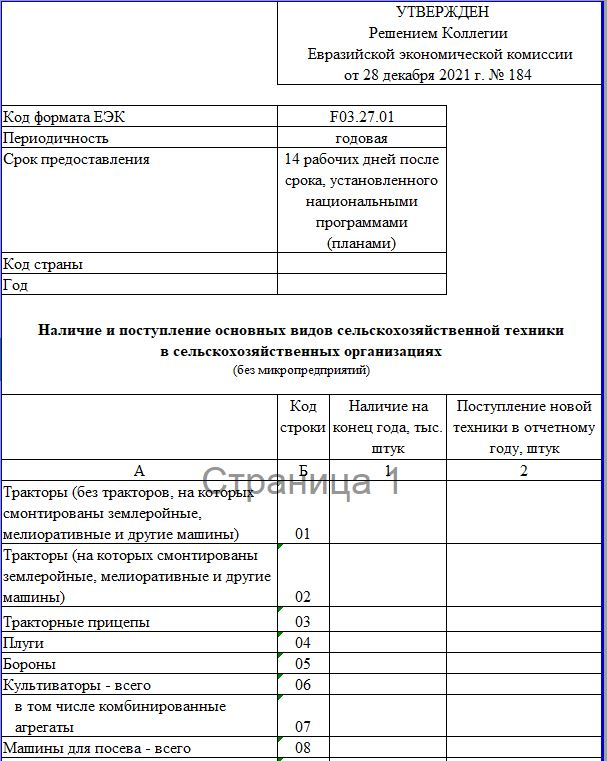 УТВЕРЖДЕН
Решением Коллегии
Евразийской экономической комиссии
от 28 декабря 2021 г. № 184
Код формата ЕЭК F03.27.01
Периодичность годовая
Срок предоставления 14 рабочих дней после
срока, установленного
национальными
программами
(планами)
Код страны
Год
Наличие и поступление основных видов сельскохозяйственной техники
в сельскохозяйственных организациях
(без микропредприятий)
Код
строки
Наличие на
конец года, тыс.
штук
Поступление новой
техники в отчетному
году, штук
А Б 1 2
Страница 1
Тракторы (без тракторов, на которых
смонтированы землеройные,
мелиоративные и другие машины) 01
Тракторы (на которых смонтированы
землеройные, мелиоративные и другие
машины) 02
Тракторные прицепы 03
Плуги 04
Бороны 05
Культиваторы - всего 06
в том числе комбинированные
агрегаты 07
Машины для посева - всего 08